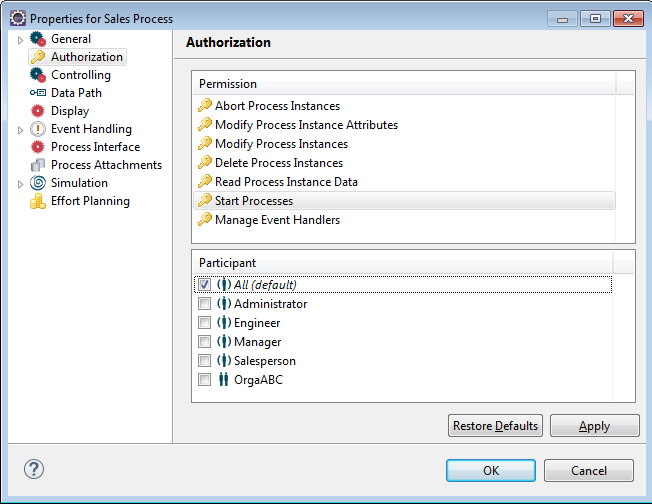 Properties for Sales Process
General
Authorization
Controlling
Data Path
Display
Event Handling
Process Interface
Process Attachments
Simulation
Effort Planning
Authorization
Permission
Abort Process Instances
Modify Process Instance Attributes
Modify Process Instances
Delete Process Instances
Read Process Instance Data
Start Processes
Manage Event Handlers
Participant
All (default)
Administrator
Engineer
Manager
Salesperson
OrgaABC
Restore Defaults Apply
? OK Cancel